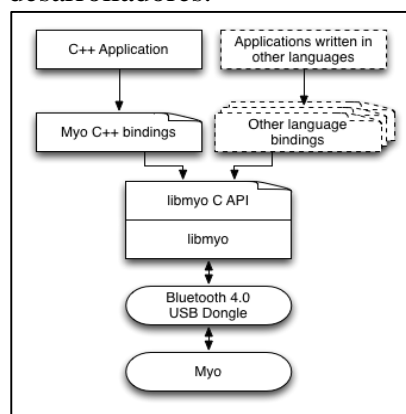 desarrolladores.
C++ Application
Applications written in
other languages
Myo C++ bindings
Other language
bindings
libmyo C API
libmyo
Bluetooth 4.0
USB Dongle
Myo